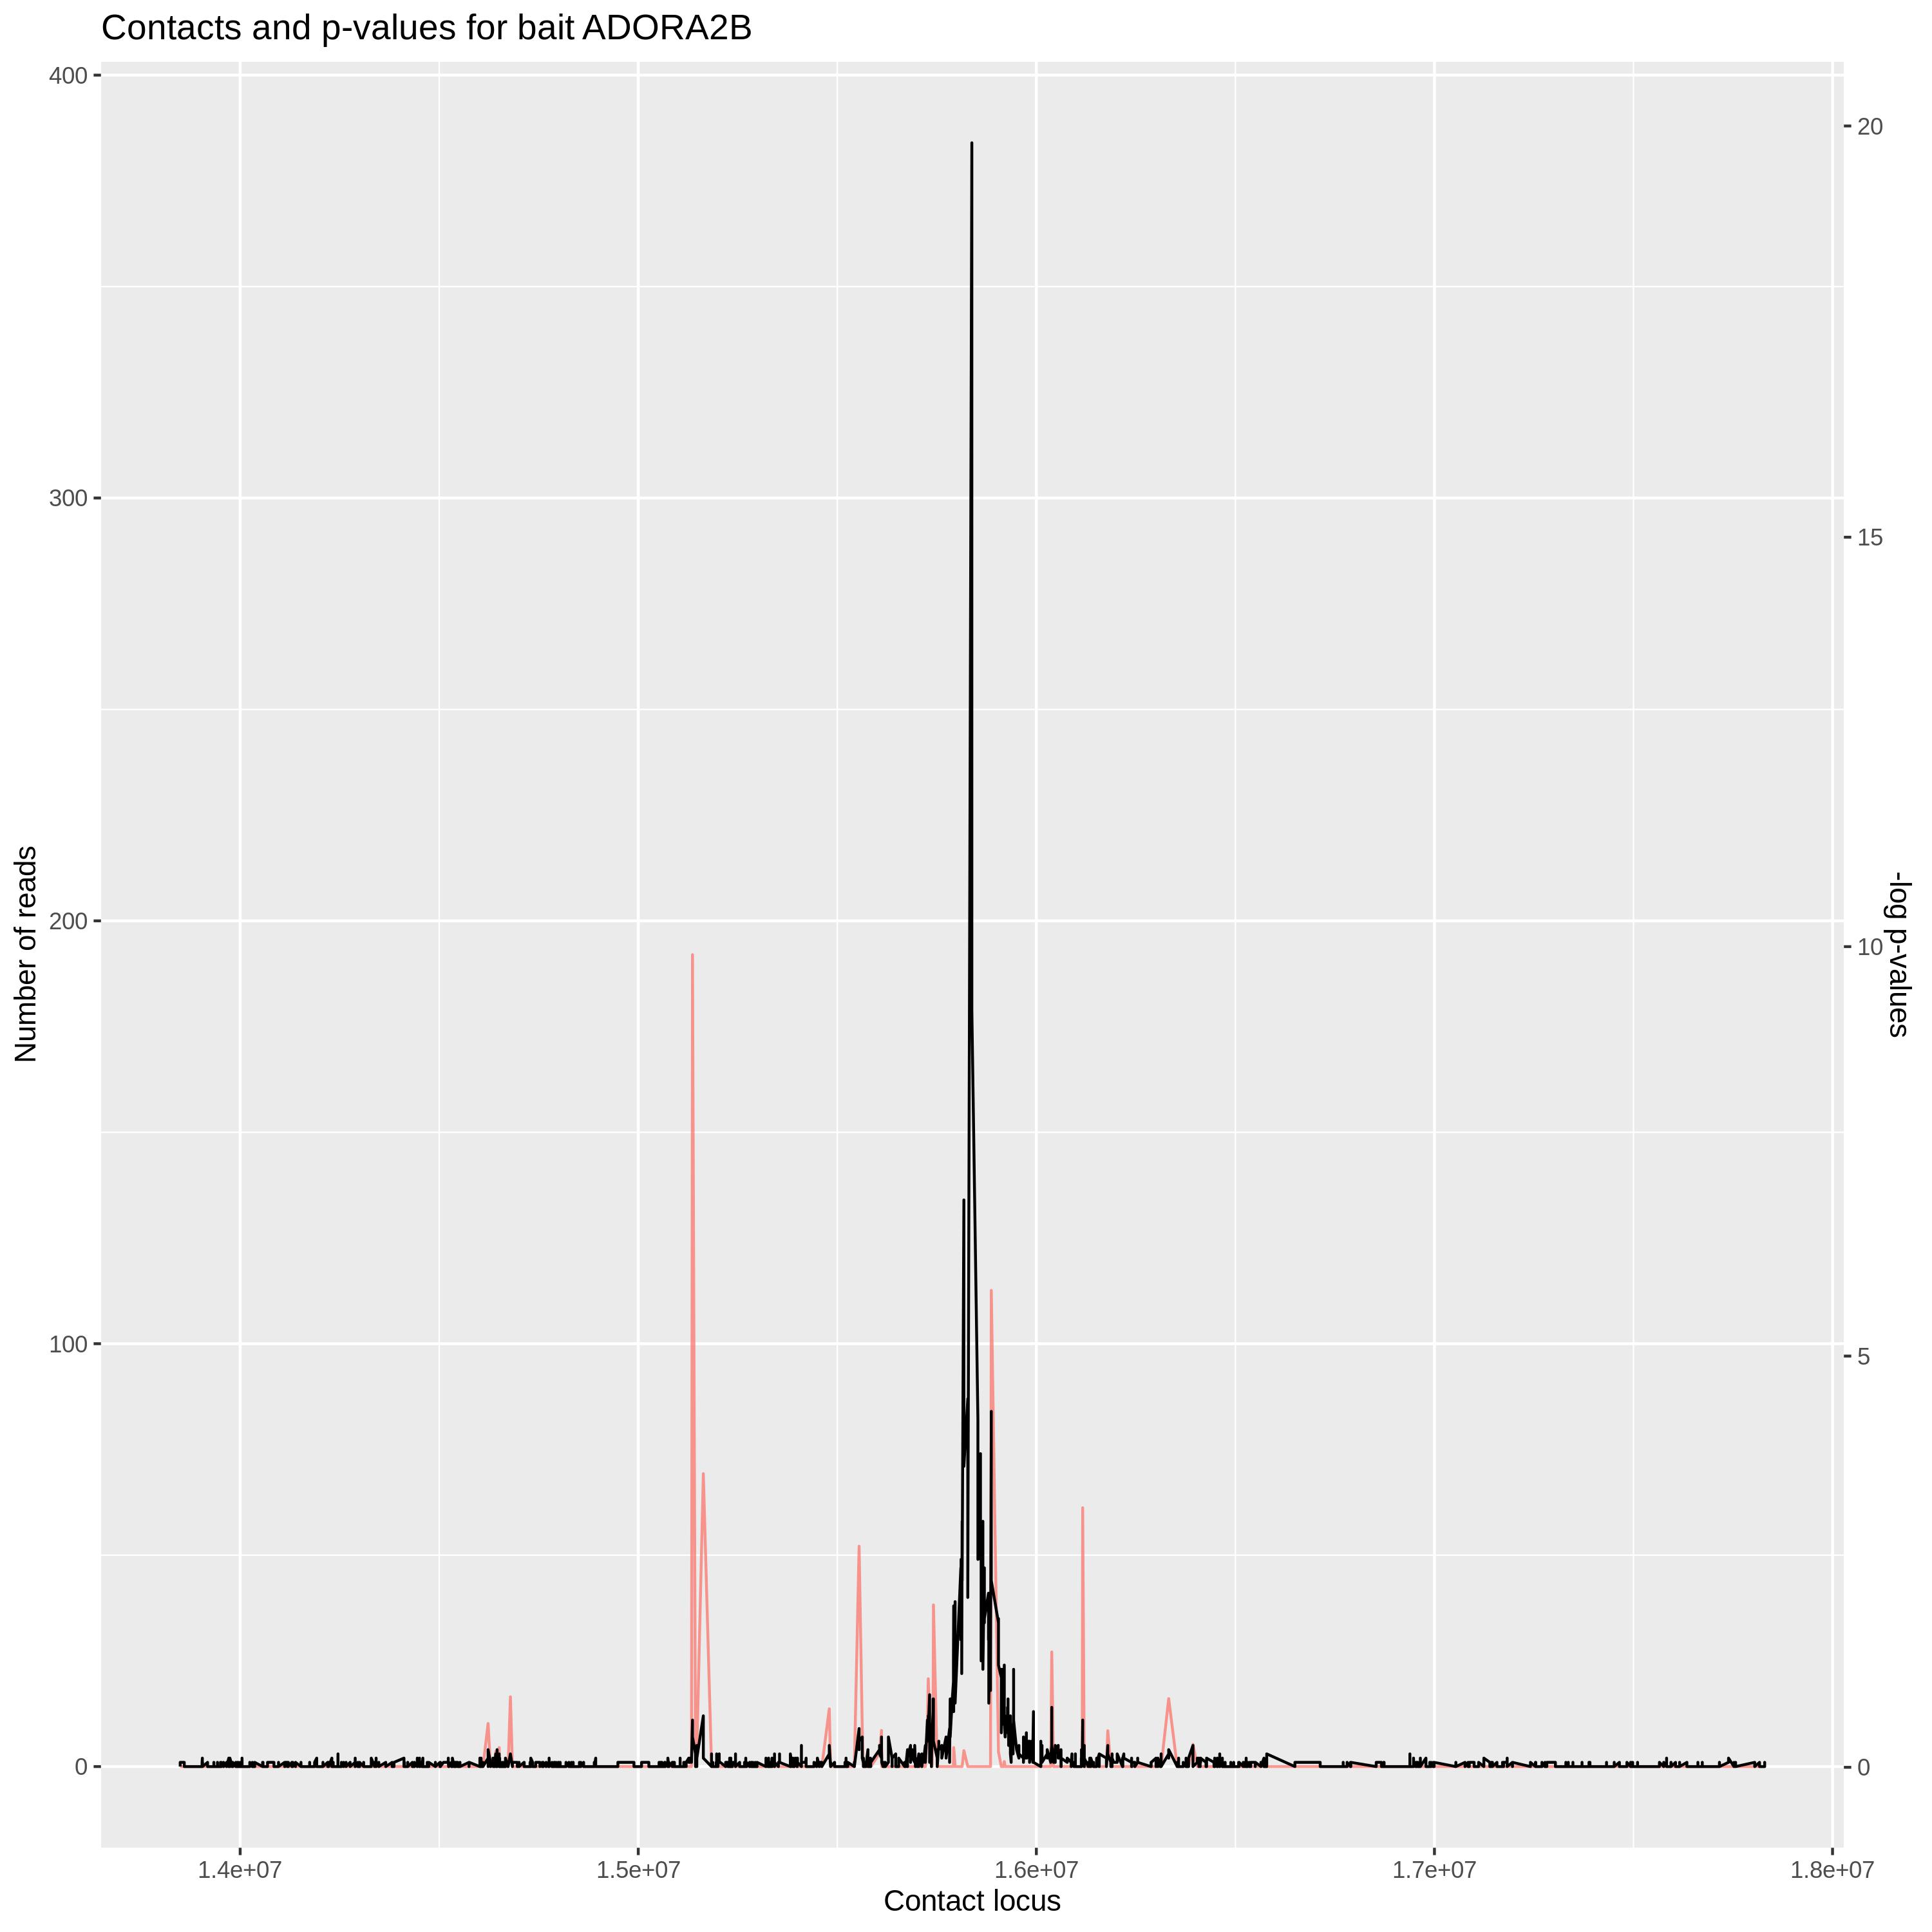 Contacts and p-values for bait ADORA2B
400
300
200
100
0
Number of reads
20
15
10
5
0
-log p-values
1.4e+07
1.5e+07
1.6e+07
1.7e+07
1.8e+07
Contact locus